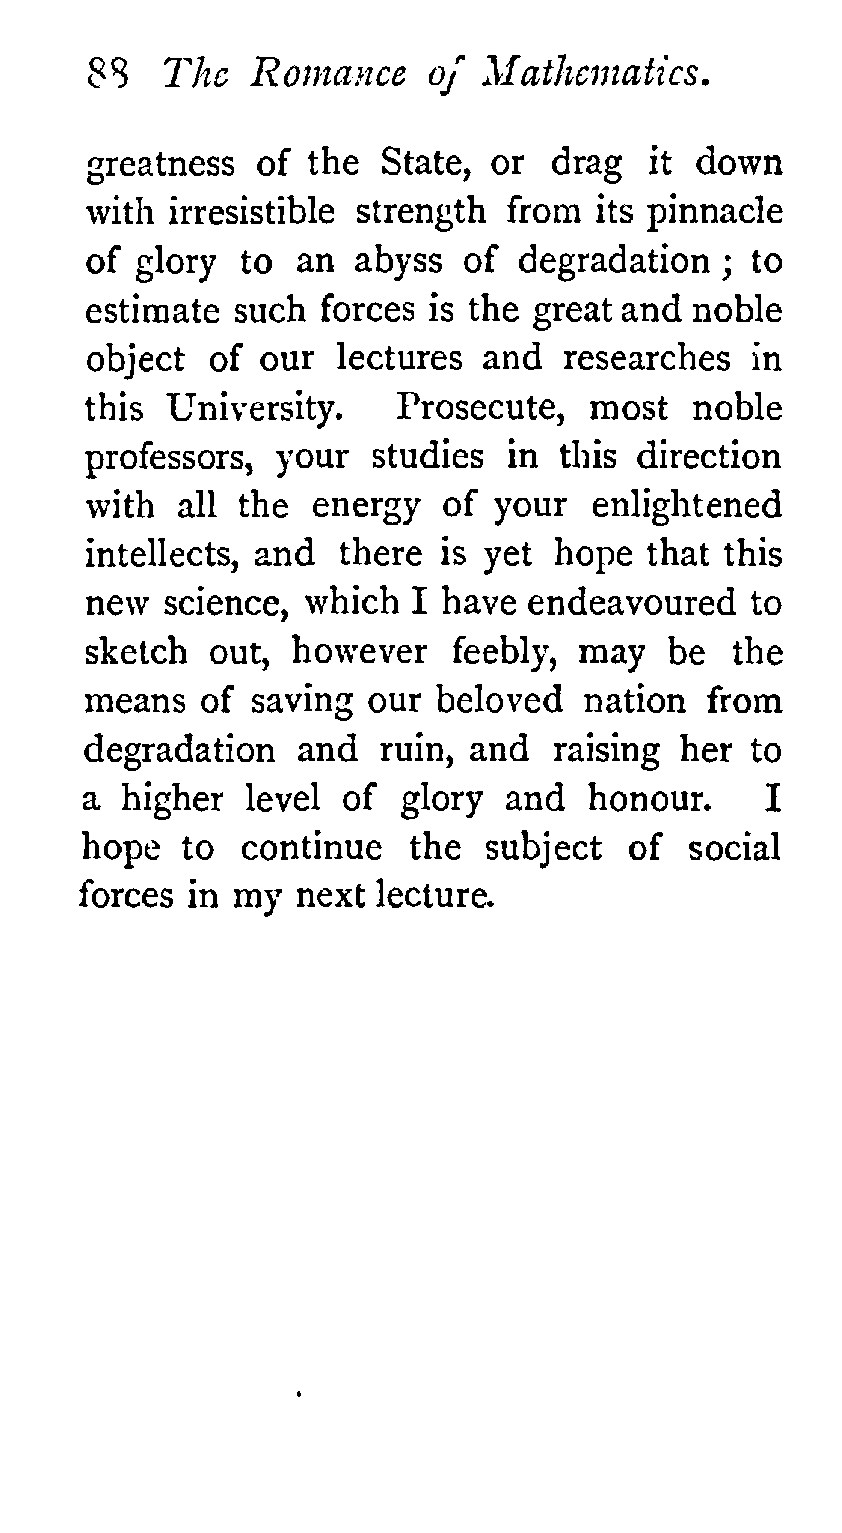 88 The Romance of Mathematics.
greatness of the State, or drag it down
with irresistible strength from its pinnacle
of glory to an abyss of degradation ; to
estimate such forces is the great and noble
object of our lectures and researches in
this University. Prosecute, most noble
professors, your studies in this direction
with all the energy of your enlightened
intellects, and there is yet hope that this
new science, which I have endeavoured to
sketch out, however feebly, may be the
means of saving our beloved nation from
degradation and ruin, and raising her to
a higher level of glory and honour. I
hope to continue the subject of social
forces in my next lecture.